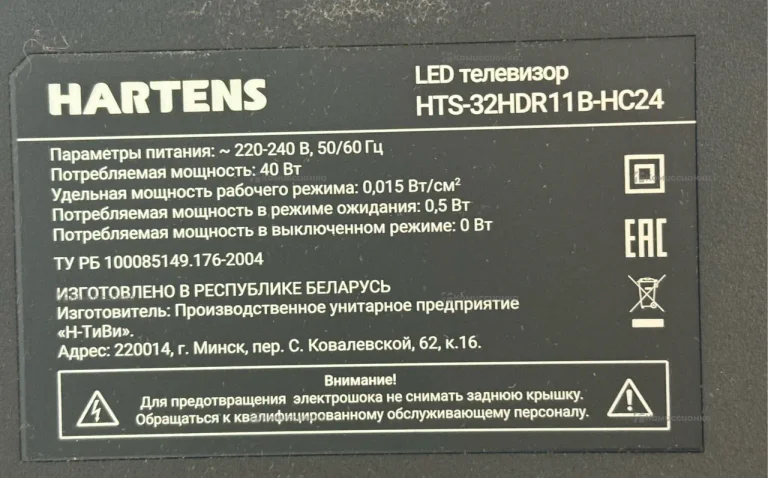 HARTENS
LED телевизор
HTS-32HDR11B-HC24
Параметры питания: ~ 220-240 В, 50/60 Гц
Потребляемая мощность: 40 Вт
Удельная мощность рабочего режима: 0,015 Вт/см²
Потребляемая мощность в режиме ожидания: 0,5 Вт
Потребляемая мощность в выключенном режиме: 0 Вт
ТУ РБ 100085149.176-2004
EAC
ИЗГОТОВЛЕНО В РЕСПУБЛИКЕ БЕЛАРУСЬ
Изготовитель: Производственное унитарное предприятие
«Н-ТиВи».
Адрес: 220014, г. Минск, пер. С. Ковалевской, 62, к.16.
Внимание!
Для предотвращения электрошока не снимать заднюю крышку.
Обращаться к квалифицированному обслуживающему персоналу.